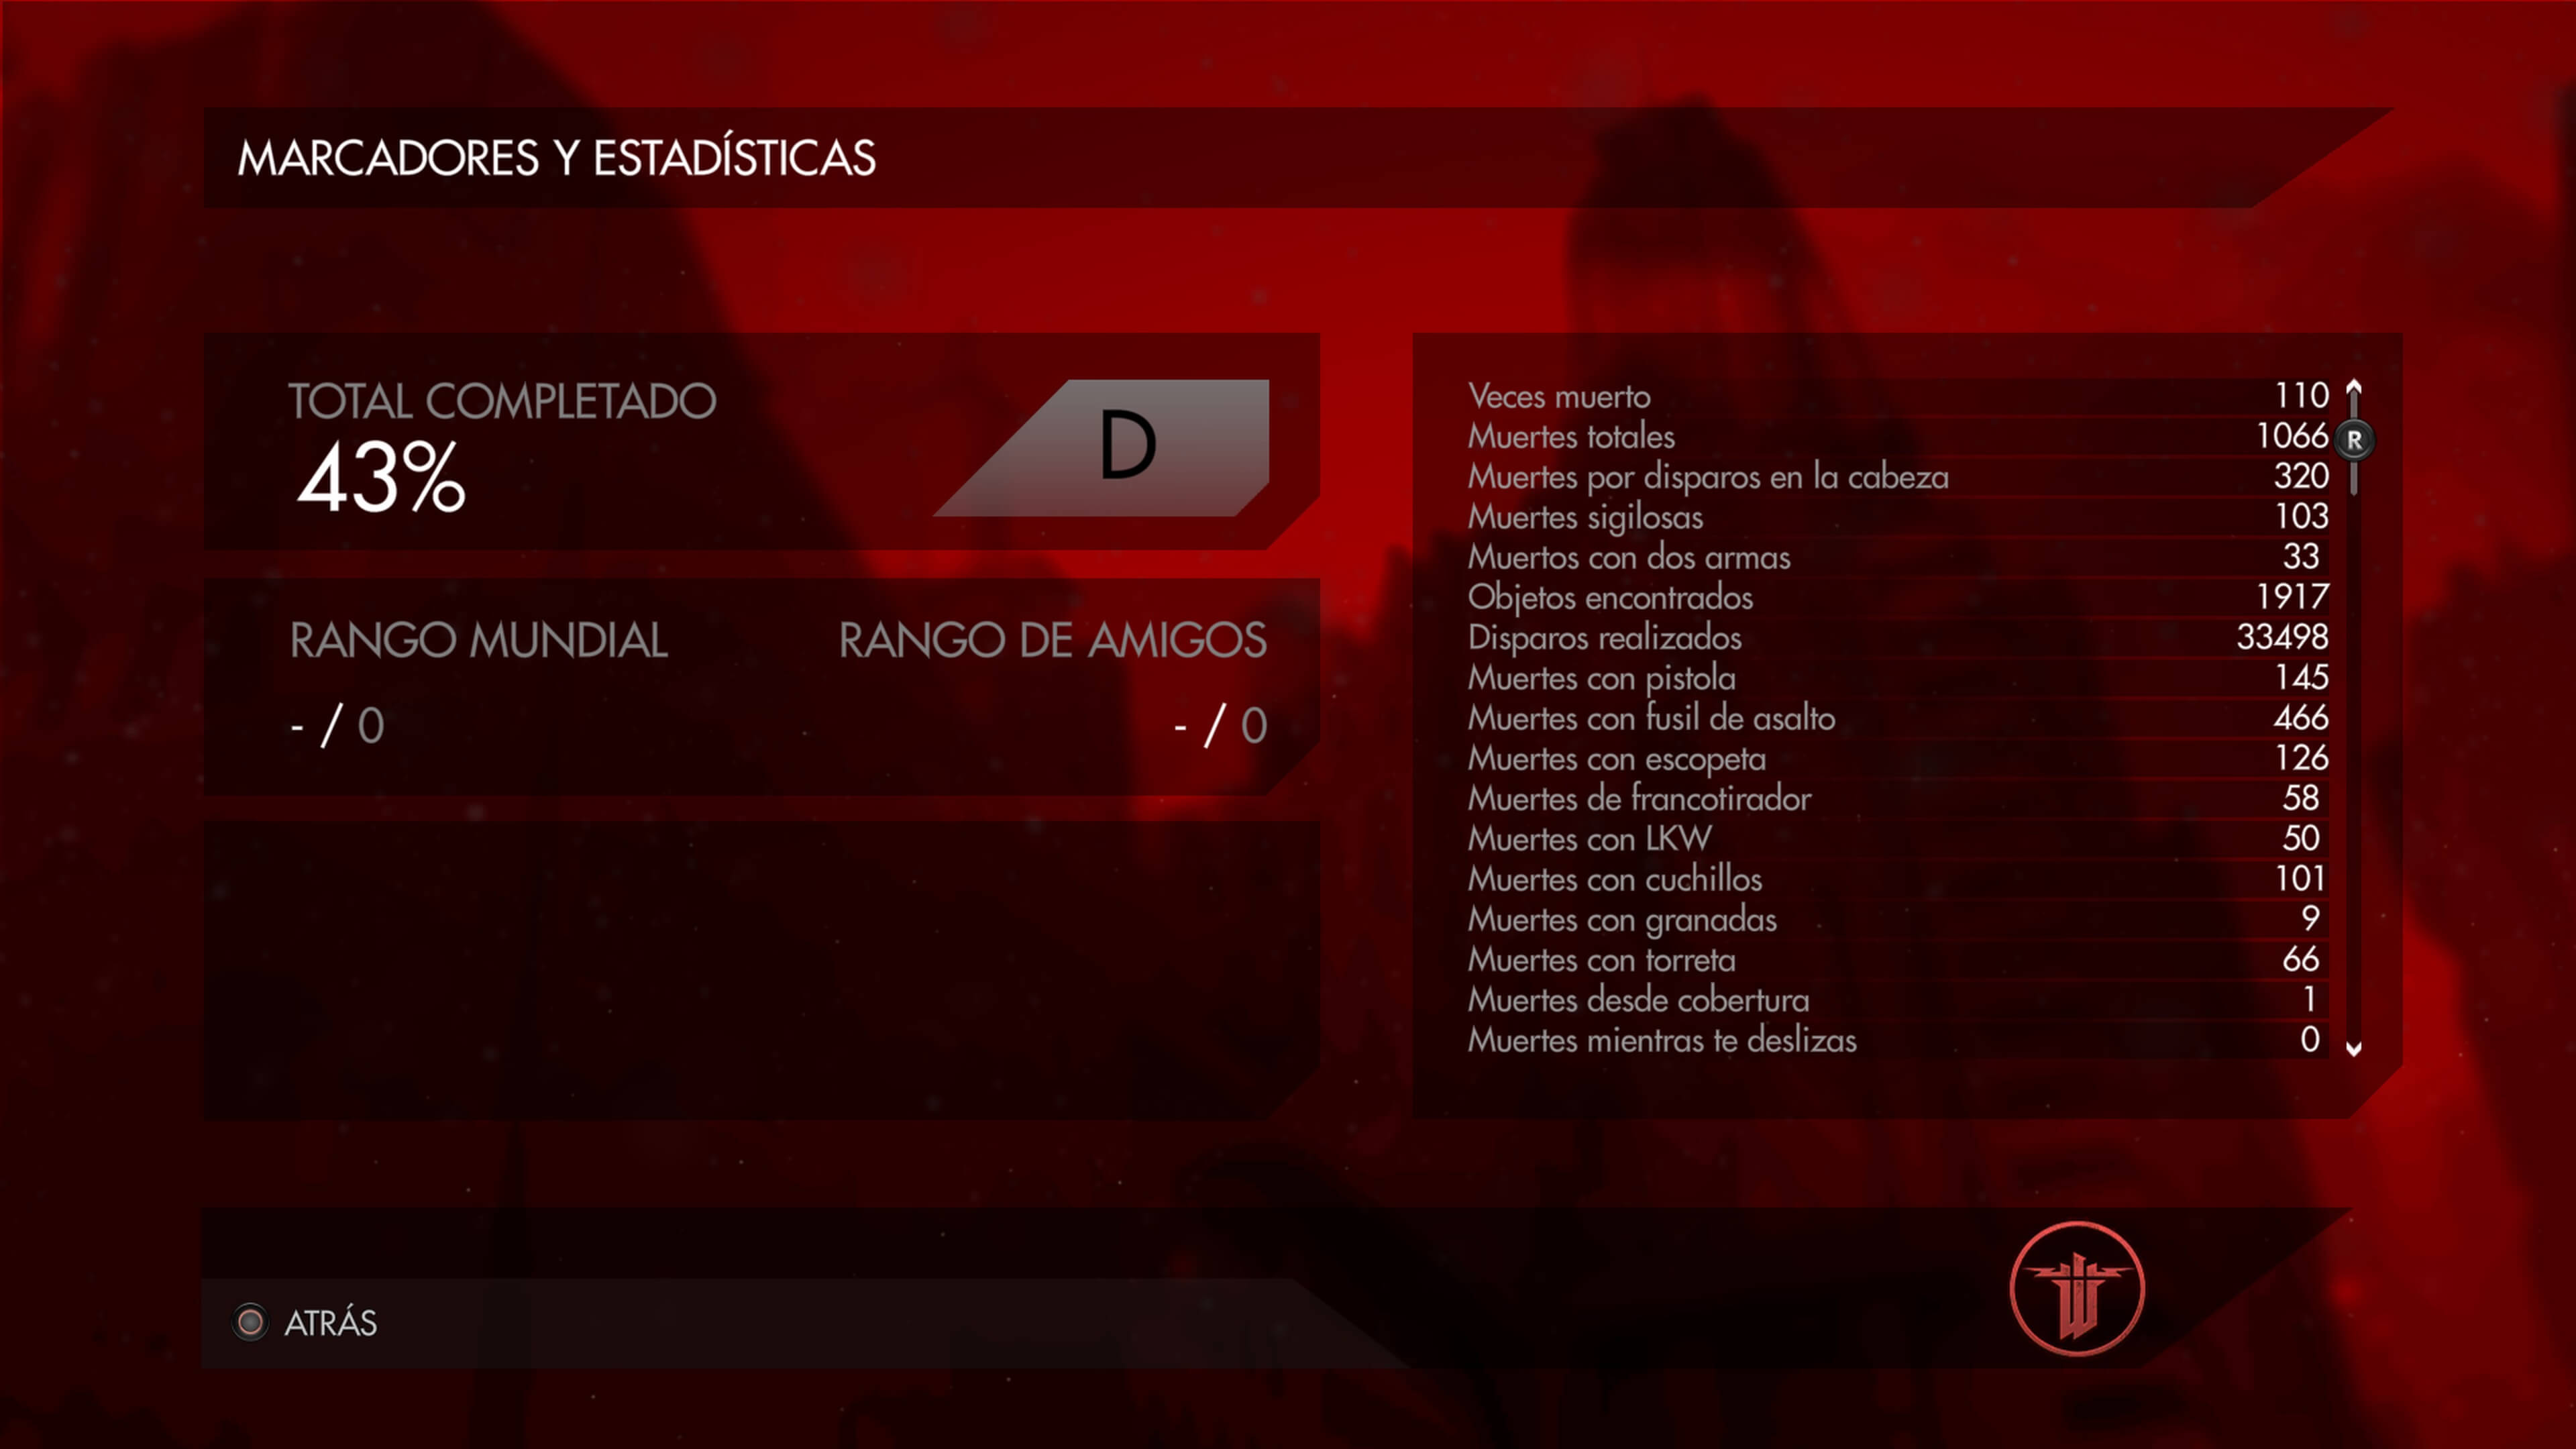 MARCADORES Y ESTADÍSTICAS
TOTAL COMPLETADO
43%
D
RANGO MUNDIAL
- / 0
RANGO DE AMIGOS
- / 0
Veces muerto 110
Muertes totales 1066
R
Muertes por disparos en la cabeza 320
Muertes sigilosas 103
Muertos con dos armas 33
Objetos encontrados 1917
Disparos realizados 33498
Muertes con pistola 145
Muertes con fusil de asalto 466
Muertes con escopeta 126
Muertes de francotirador 58
Muertes con LKW 50
Muertes con cuchillos 101
Muertes con granadas 9
Muertes con torreta 66
Muertes desde cobertura 1
Muertes mientras te deslizas 0
ATRÁS